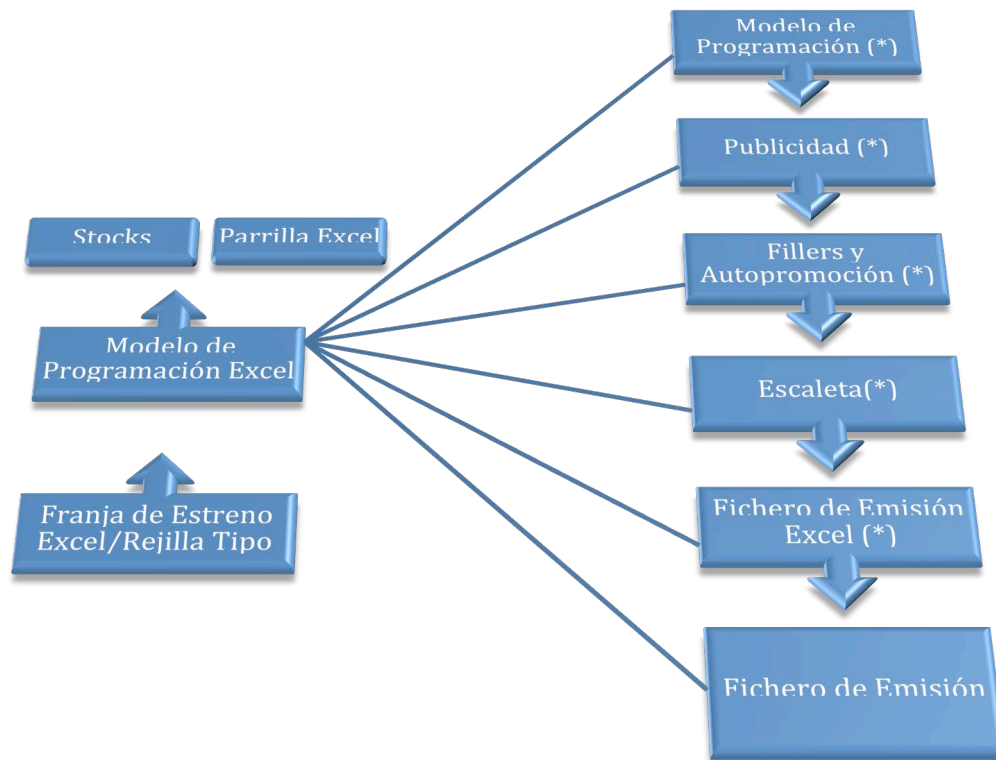 Modelo de
Programación (*)
Publicidad (*)
Stocks
Parrilla Excel
Fillers y
Autopromoción (*)
Modelo de
Programación Excel
Escaleta(*)
Franja de Estreno
Excel/Rejilla Tipo
Fichero de Emisión
Excel (*)
Fichero de Emisión